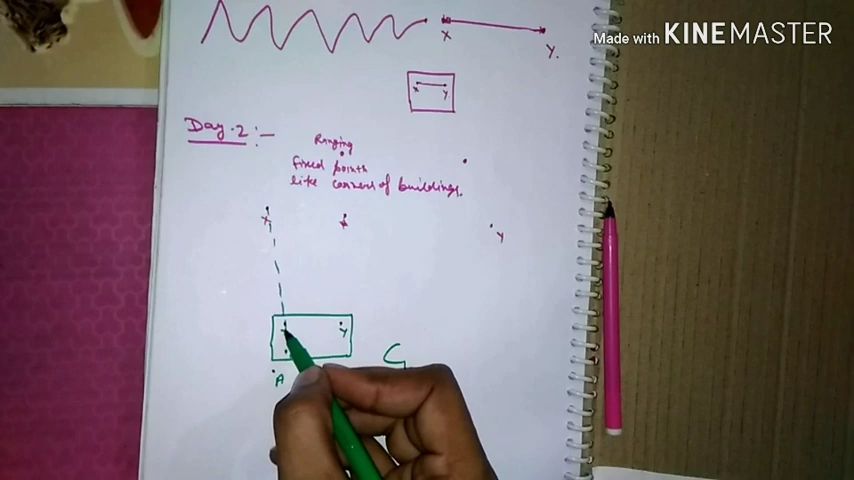 Made with KINEMASTER
X
Y.
x y
Day-2:-
Ranging
fixed points
like corners of buildings.
X
Y
Y
A